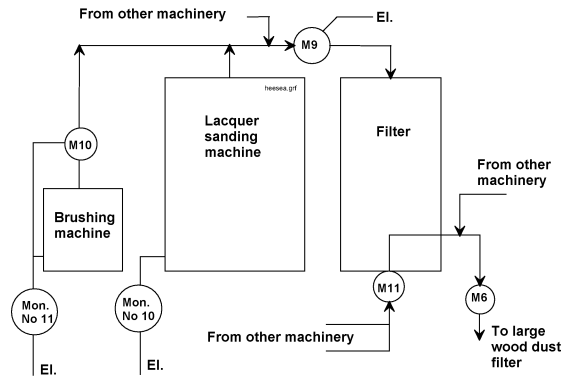 From other machinery
El.
M9
heesea.grf
Lacquer
sanding
machine
Filter
M10
From other
machinery
Brushing
machine
M11
M6
Mon.
No 11
Mon.
No 10
To large
wood dust
filter
From other machinery
El.
El.